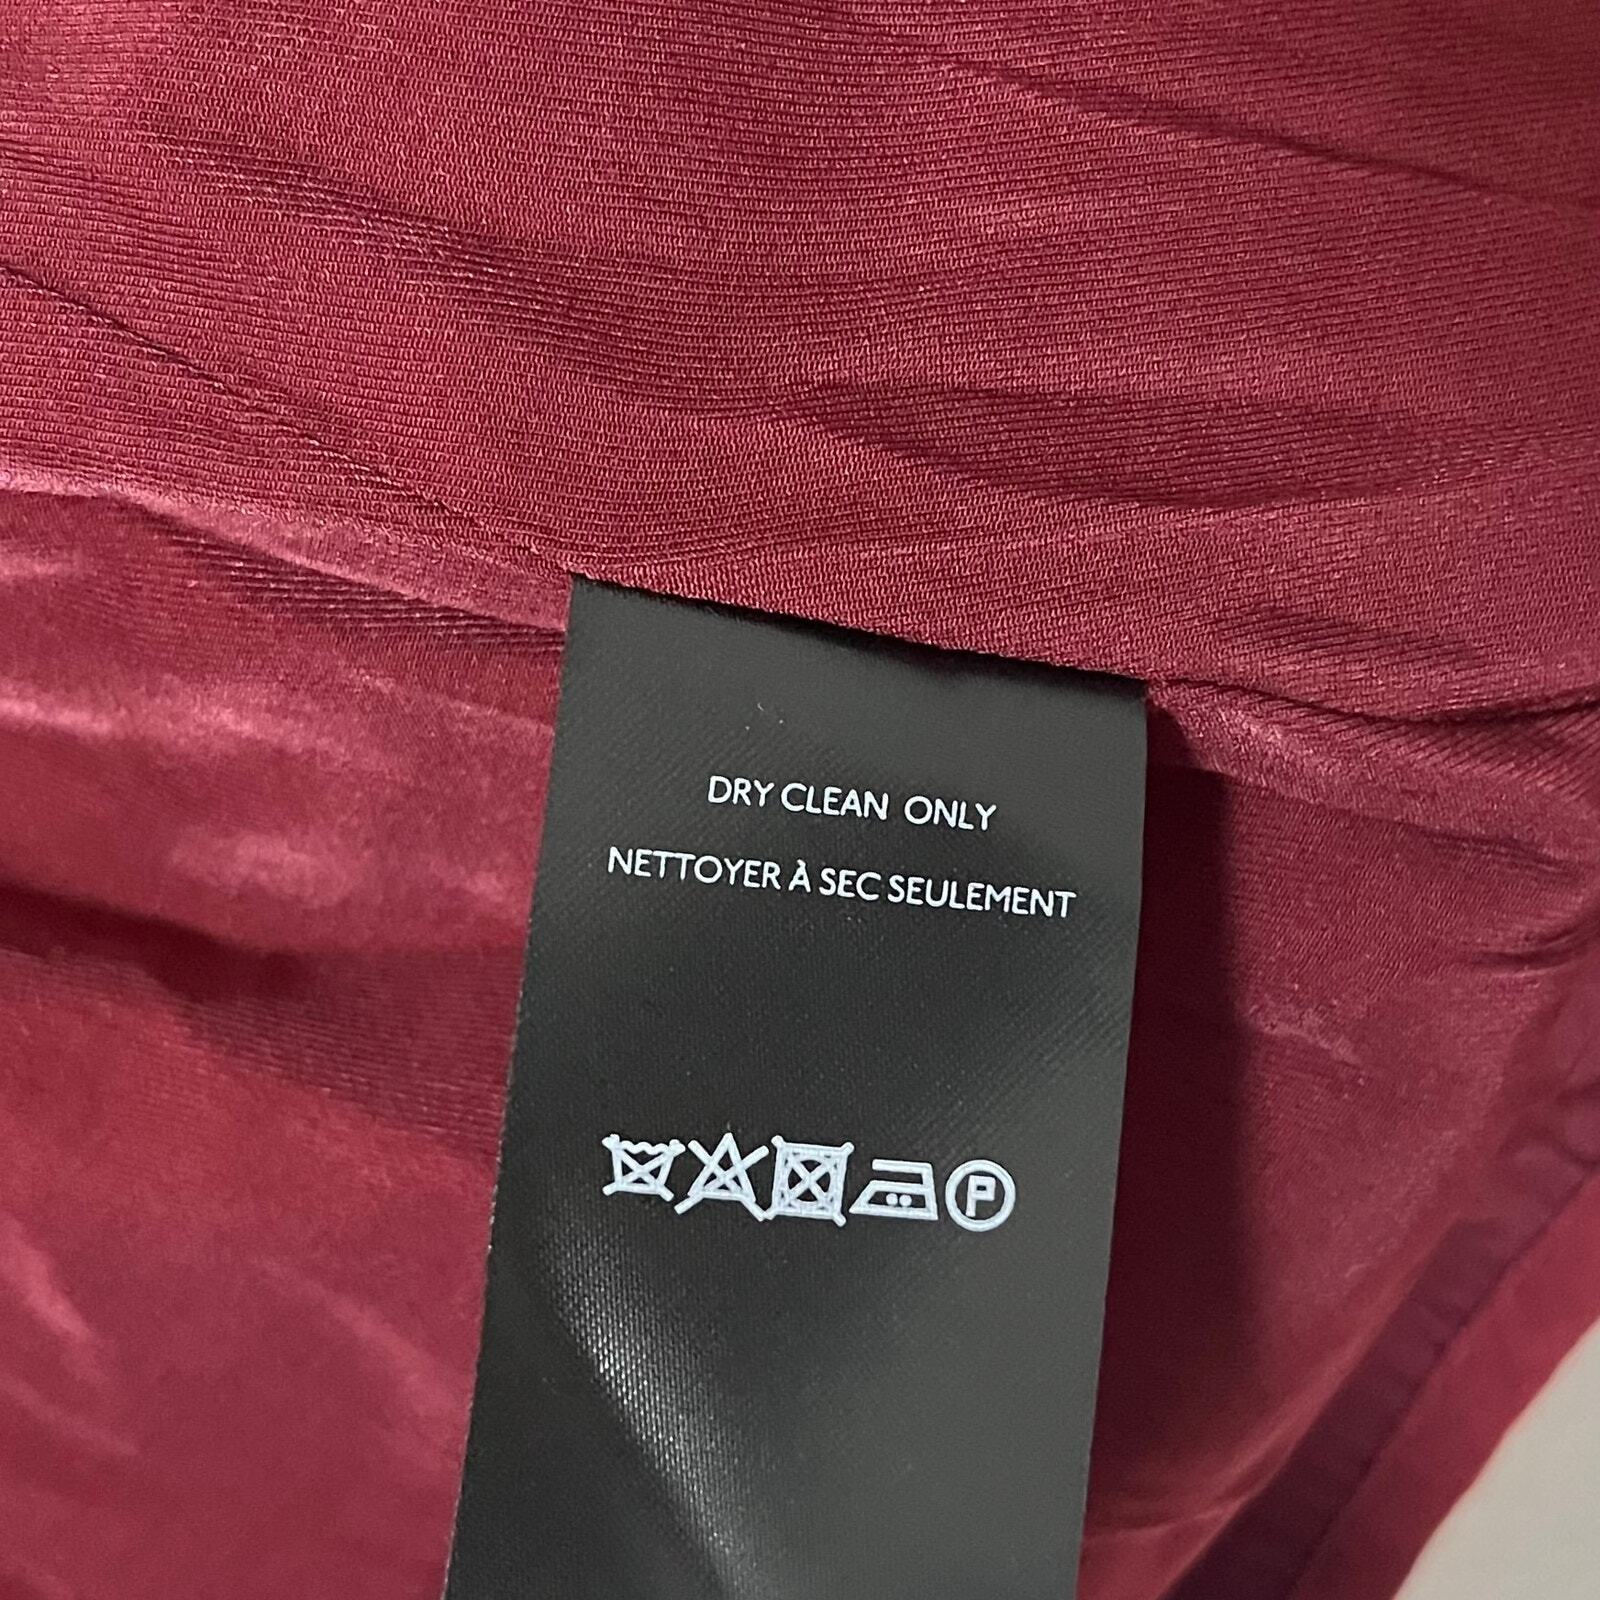 DRY CLEAN ONLY
NETTOYER À SEC SEULEMENT
P